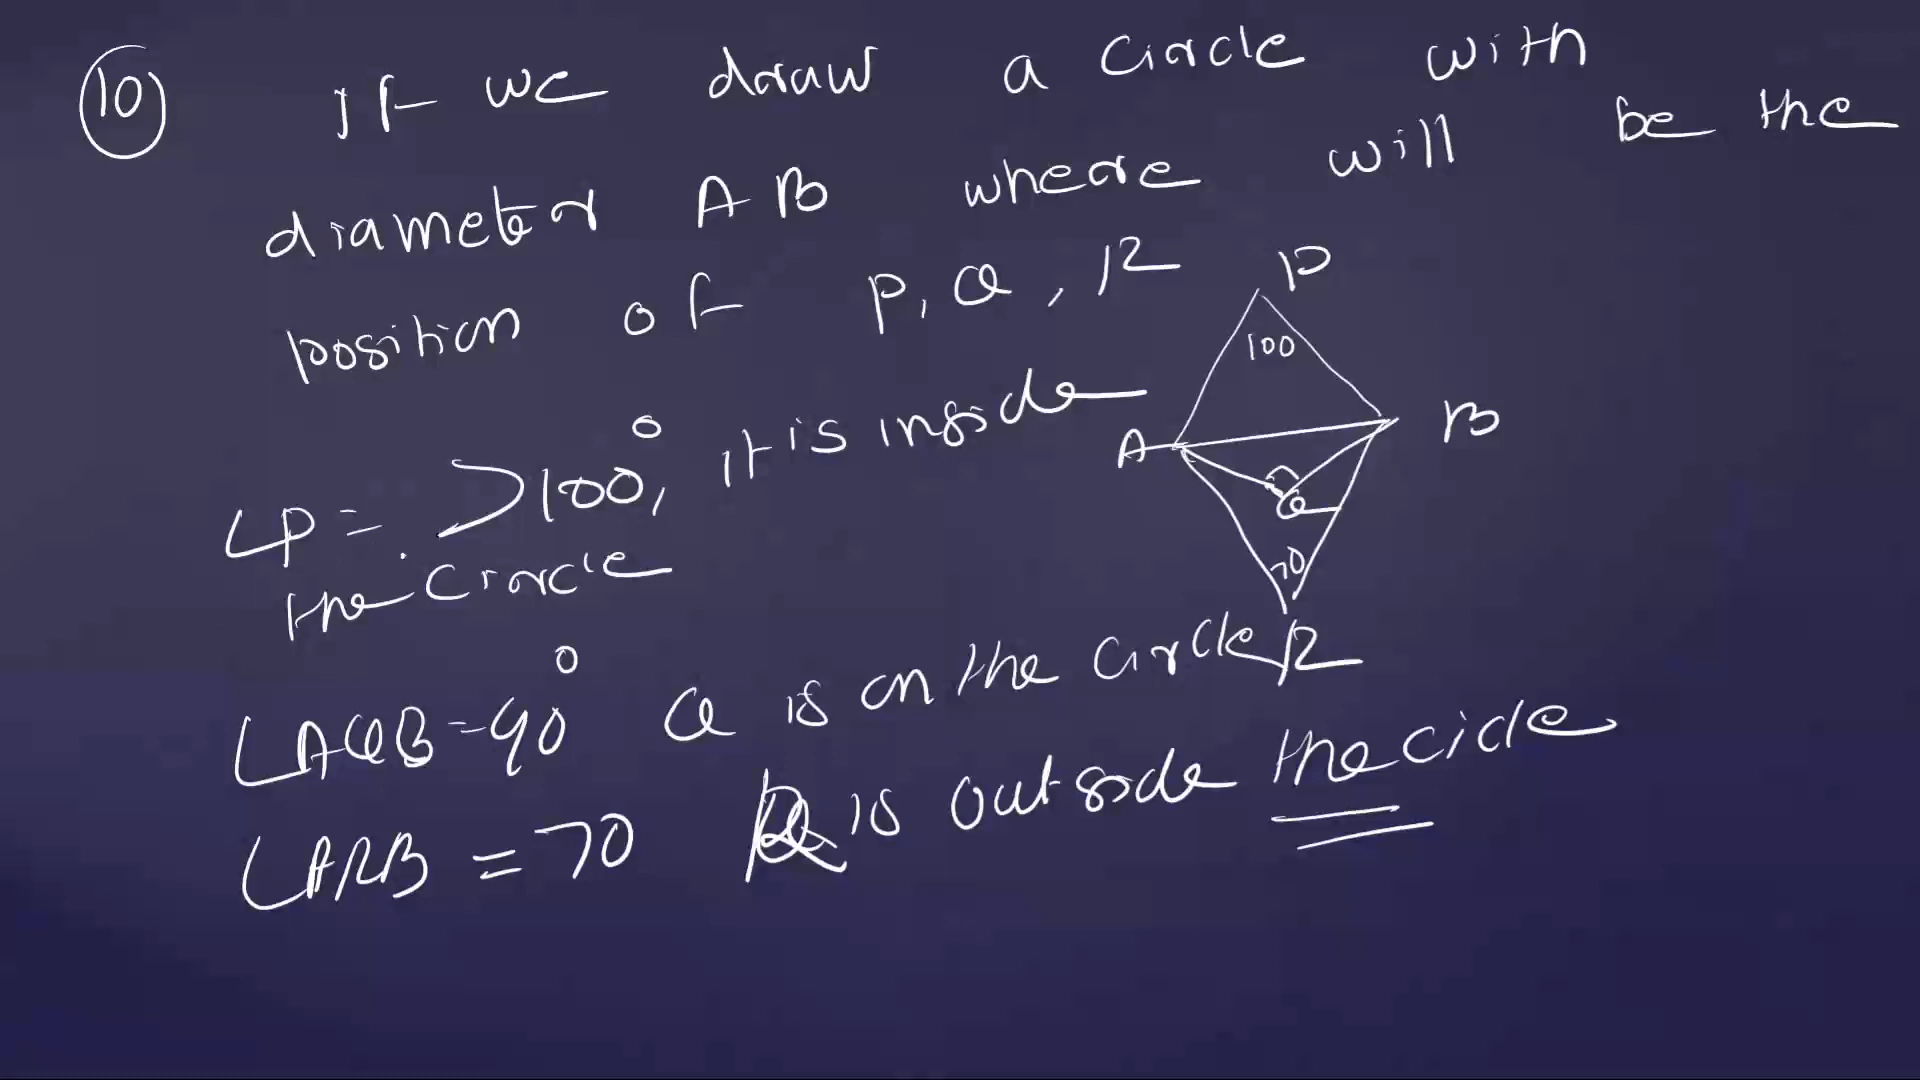 10 If we draw a circle with
diameter AB where will be the
position of P, Q, R
P
100
A
B
Q
70
R
∠P = >100°, it is inside
the circle
∠AQB = 90° Q is on the circle
∠ARB = 70 R is outside the cicle